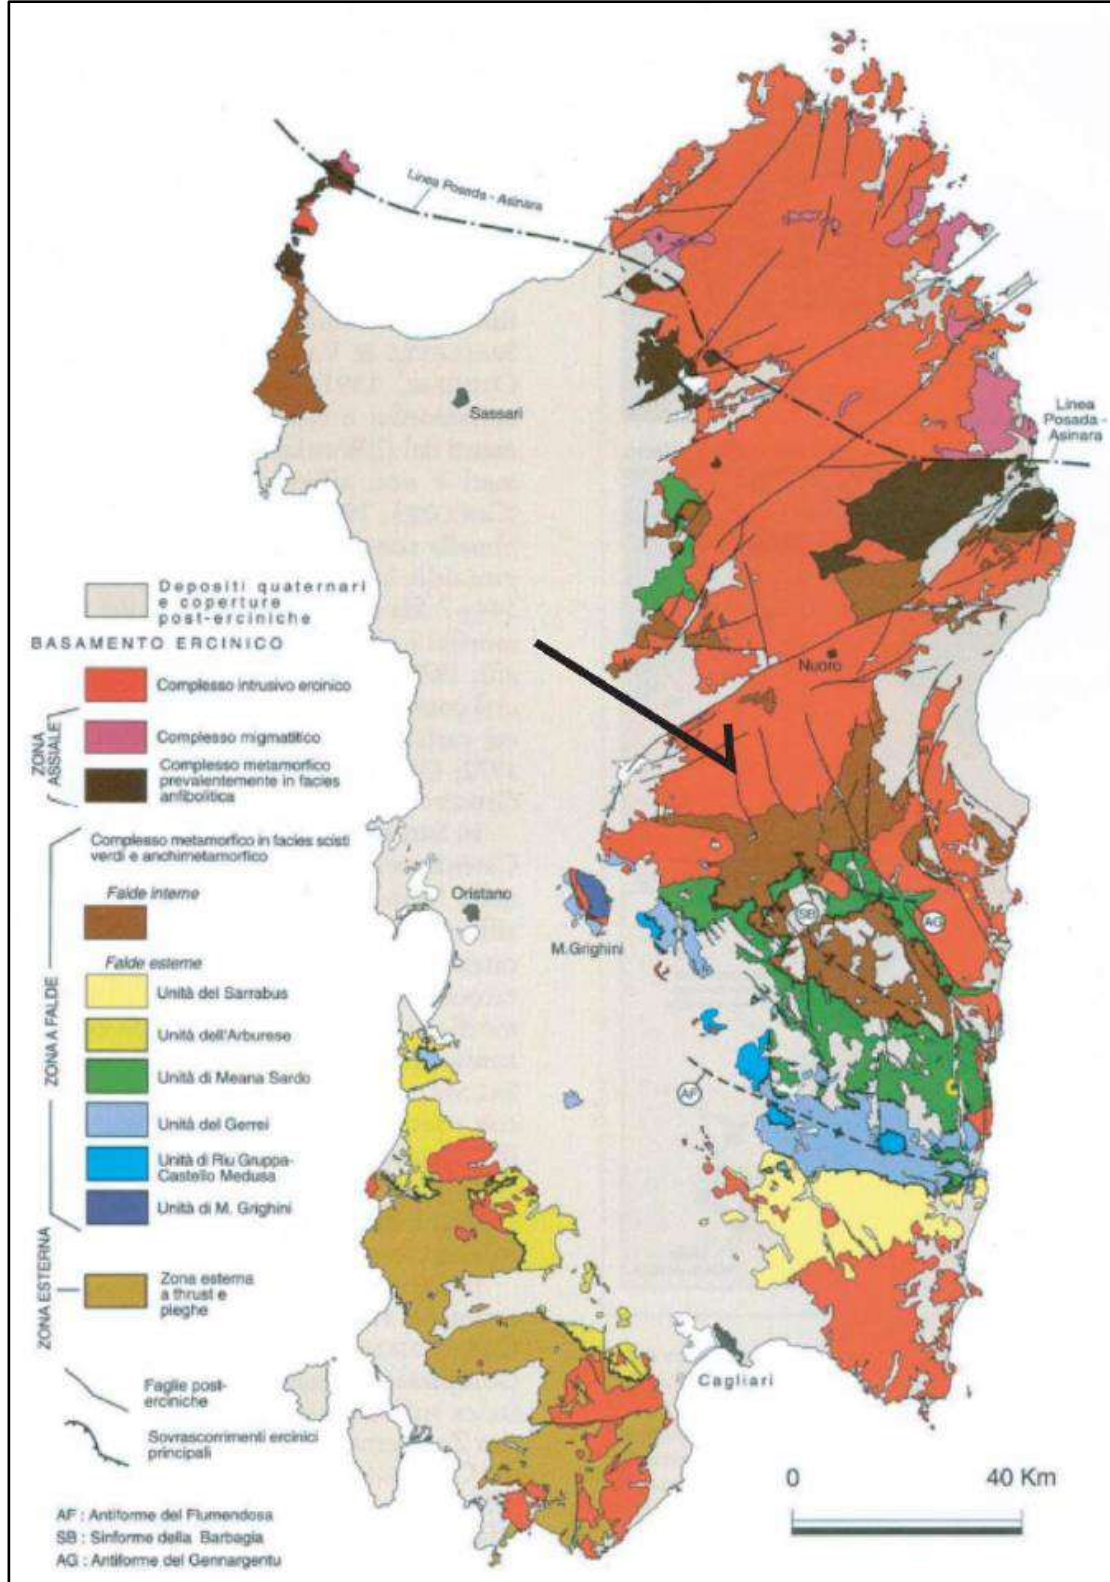 Linea Posada - Asinara
Sassari
Linea
Posada -
Asinara
Depositi quaternari
e coperture
post-erciniche
BASAMENTO ERCINICO
Nuoro
Complesso intrusivo ercinico
ZONA
ASSIALE
Complesso migmatitico
Complesso metamorfico
prevalentemente in facies
anfibolitica
Complesso metamorfico in facies scisti
verdi e anchimetamorfico
Oristano
M.Grighini
SB
AG
ZONA A FALDE
Falde interne
Falde esterne
Unità del Sarrabus
Unità dell'Arburese
Unità di Meana Sardo
AF
Unità del Gerrei
Unità di Riu Gruppa-
Castello Medusa
Unità di M. Grighini
ZONA ESTERNA
Zona esterna
a thrust e
pieghe
Cagliari
Faglie post-
erciniche
Sovrascorrimenti ercinici
principali
0 40 Km
AF : Antiforme del Flumendosa
SB : Sinforme della Barbagia
AG : Antiforme del Gennargentu